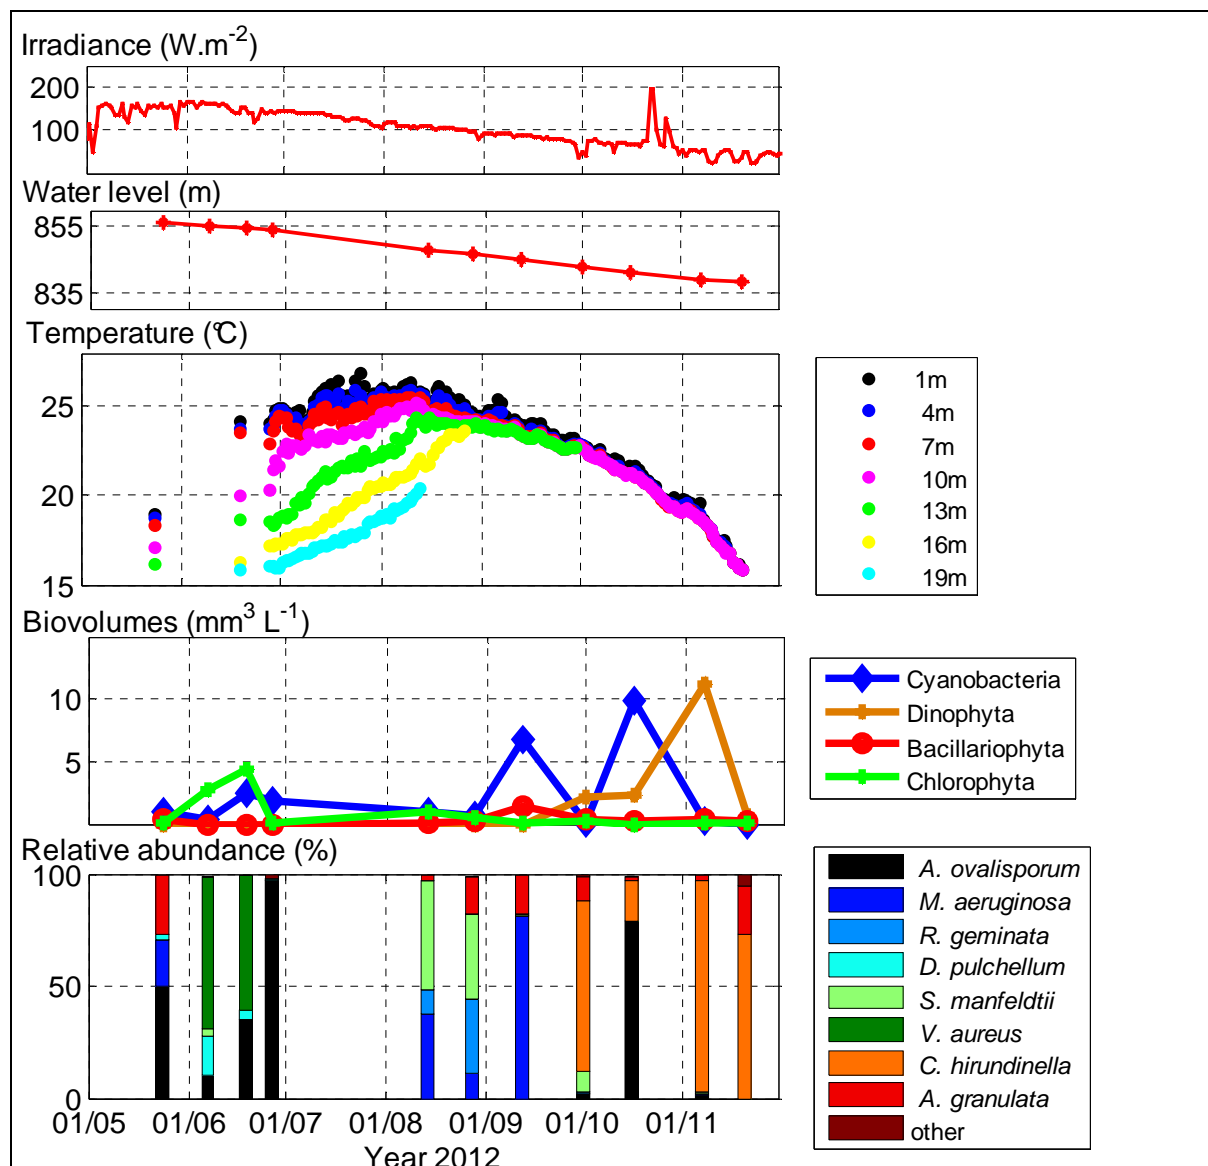 Irradiance (W.m⁻²)
200
100
Water level (m)
855
835
Temperature (°C)
25
20
15
1m
4m
7m
10m
13m
16m
19m
Biovolumes (mm³ L⁻¹)
10
5
Cyanobacteria
Dinophyta
Bacillariophyta
Chlorophyta
Relative abundance (%)
100
50
0
A. ovalisporum
M. aeruginosa
R. geminata
D. pulchellum
S. manfeldtii
V. aureus
C. hirundinella
A. granulata
other
01/05 01/06 01/07 01/08 01/09 01/10 01/11
Year 2012